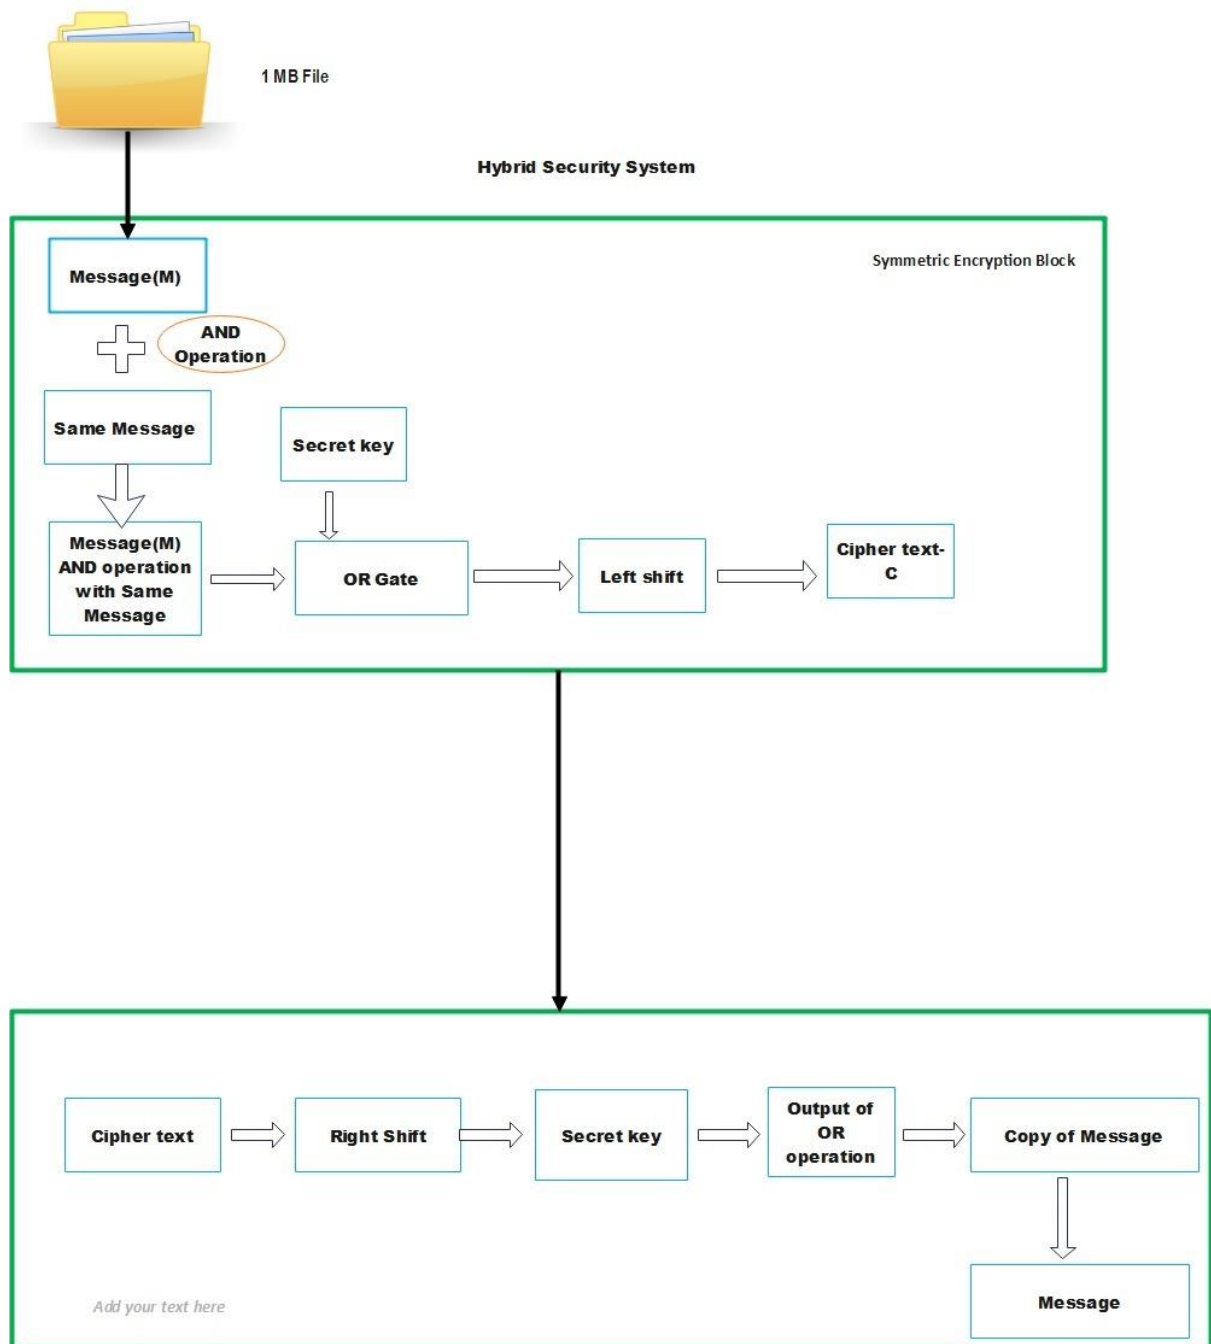 1 MB File
Hybrid Security System
Symmetric Encryption Block
Message(M)
AND
Operation
Same Message
Secret key
Message(M)
AND operation
with Same
Message
OR Gate
Left shift
Cipher text-
C
Cipher text
Right Shift
Secret key
Output of
OR
operation
Copy of Message
Message
Add your text here